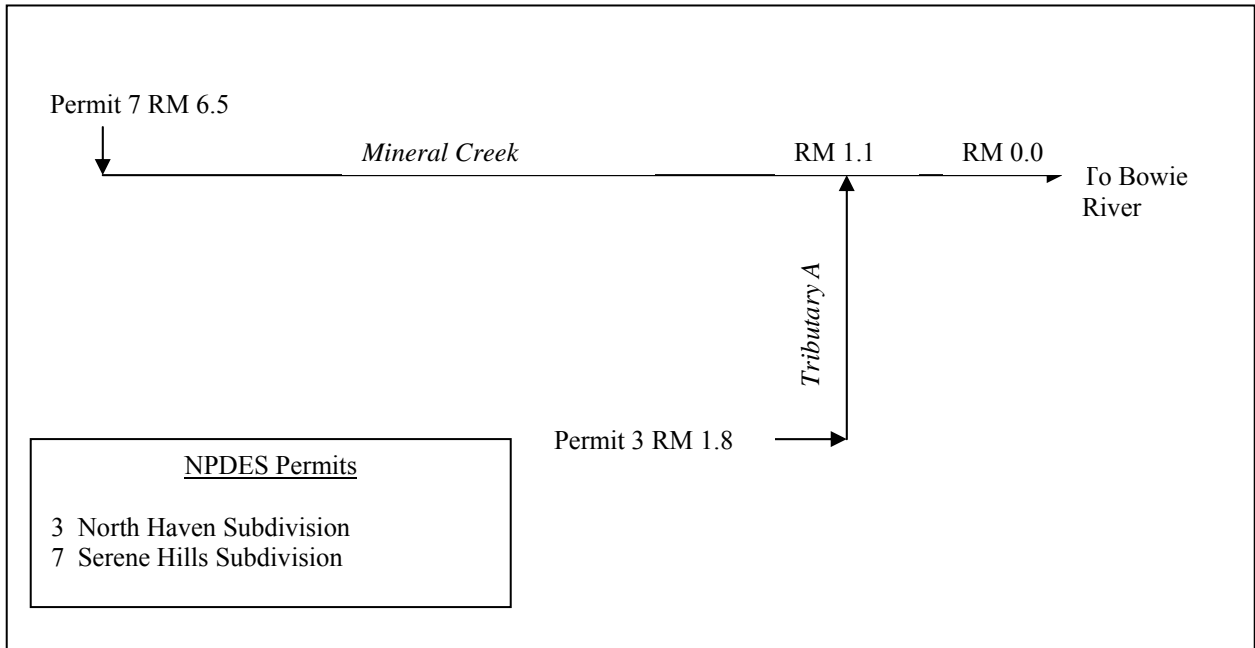 Permit 7 RM 6.5
Mineral Creek
RM 1.1
RM 0.0
To Bowie
River
Tributary A
Permit 3 RM 1.8
NPDES Permits
3 North Haven Subdivision
7 Serene Hills Subdivision